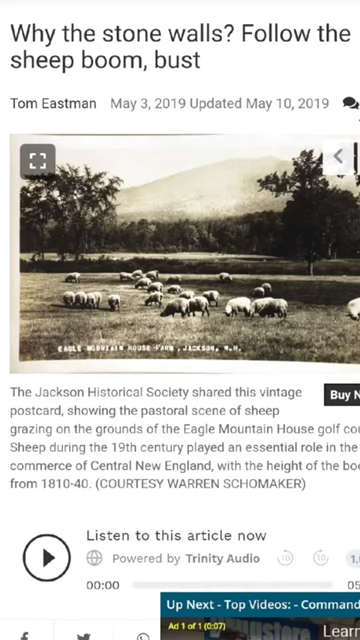 Why the stone walls? Follow the
sheep boom, bust
Tom Eastman May 3, 2019 Updated May 10, 2019
EAGLE MOUNTAIN HOUSE FARM, JACKSON, N.H.
The Jackson Historical Society shared this vintage
Buy
postcard, showing the pastoral scene of sheep
grazing on the grounds of the Eagle Mountain House golf
Sheep during the 19th century played an essential role in the
commerce of Central New England, with the height of the
from 1810-40. (COURTESY WARREN SCHOMAKER)
Listen to this article now
Powered by Trinity Audio 10 10 1.
00:00 05
Up Next - Top Videos: - Command
Ad 1 of 1 (0:07)
Lear